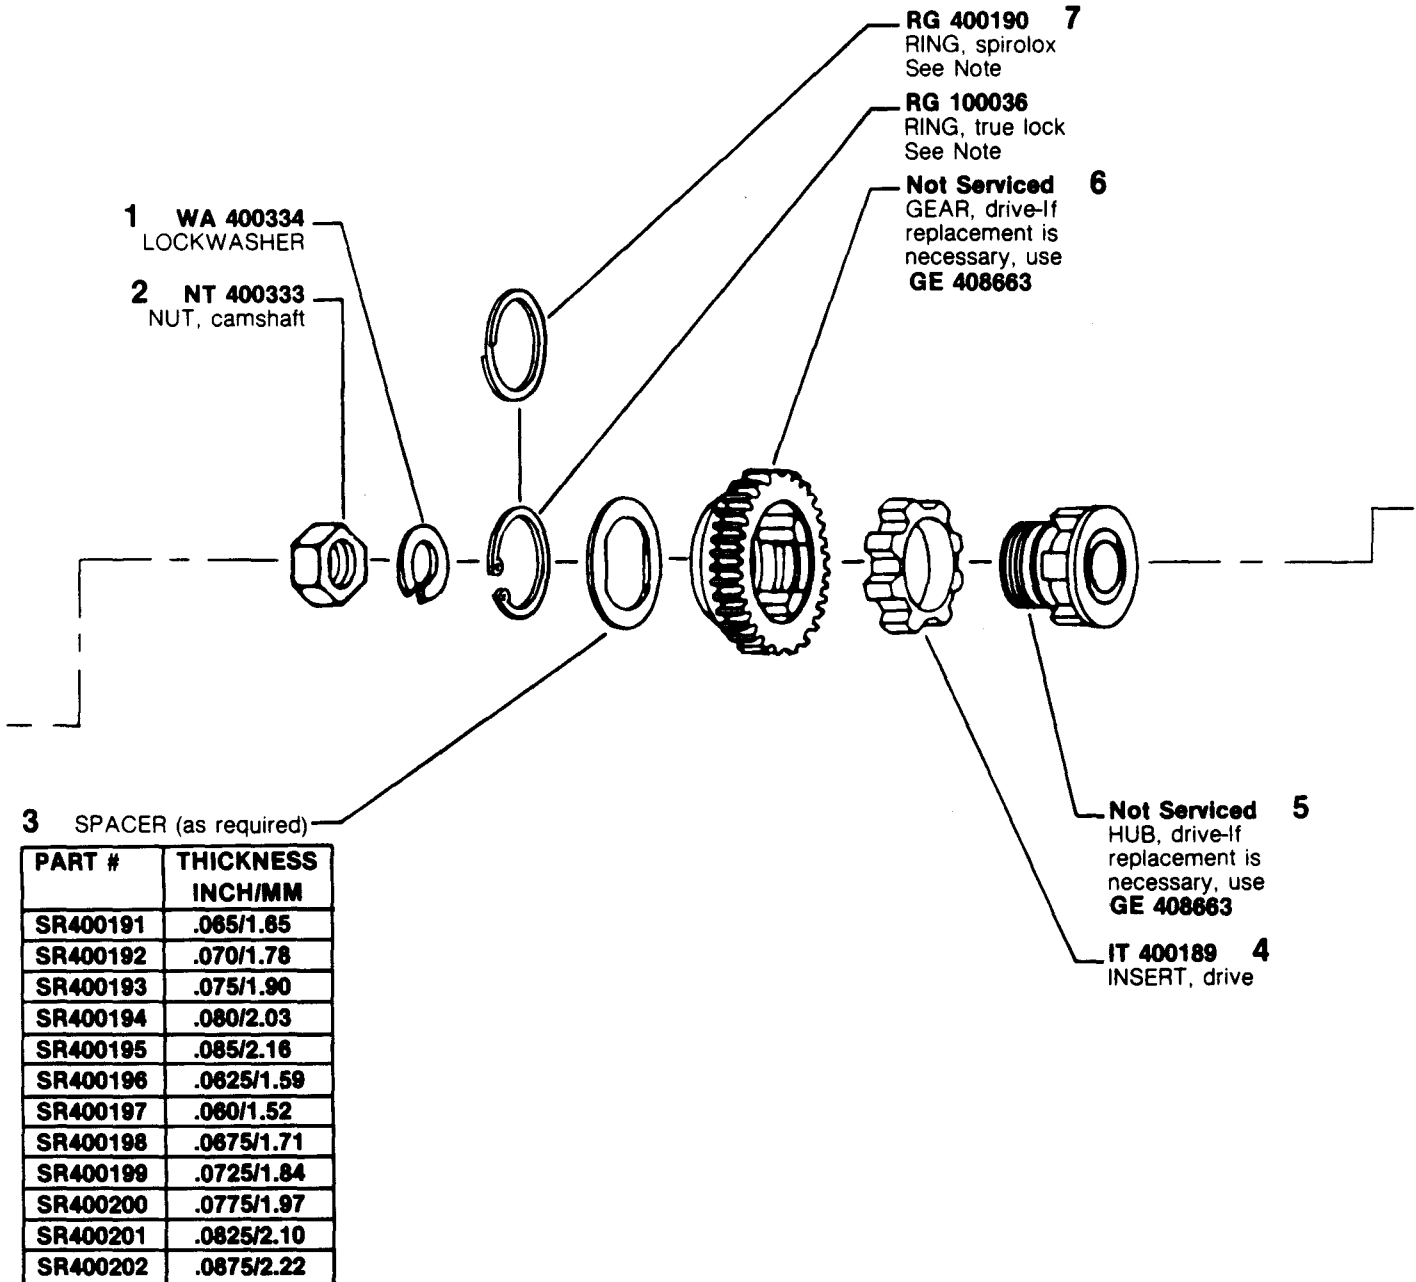 RG 400190 7
RING, spirolox
See Note
RG 100036
RING, true lock
See Note
Not Serviced 6
GEAR, drive-If
replacement is
necessary, use
GE 408663
1 WA 400334
LOCKWASHER
2 NT 400333
NUT, camshaft
3 SPACER (as required)
PART # THICKNESS
INCH/MM
SR400191 .065/1.65
SR400192 .070/1.78
SR400193 .075/1.90
SR400194 .080/2.03
SR400195 .085/2.16
SR400196 .0625/1.59
SR400197 .060/1.52
SR400198 .0675/1.71
SR400199 .0725/1.84
SR400200 .0775/1.97
SR400201 .0825/2.10
SR400202 .0875/2.22
Not Serviced 5
HUB, drive-If
replacement is
necessary, use
GE 408663
IT 400189 4
INSERT, drive